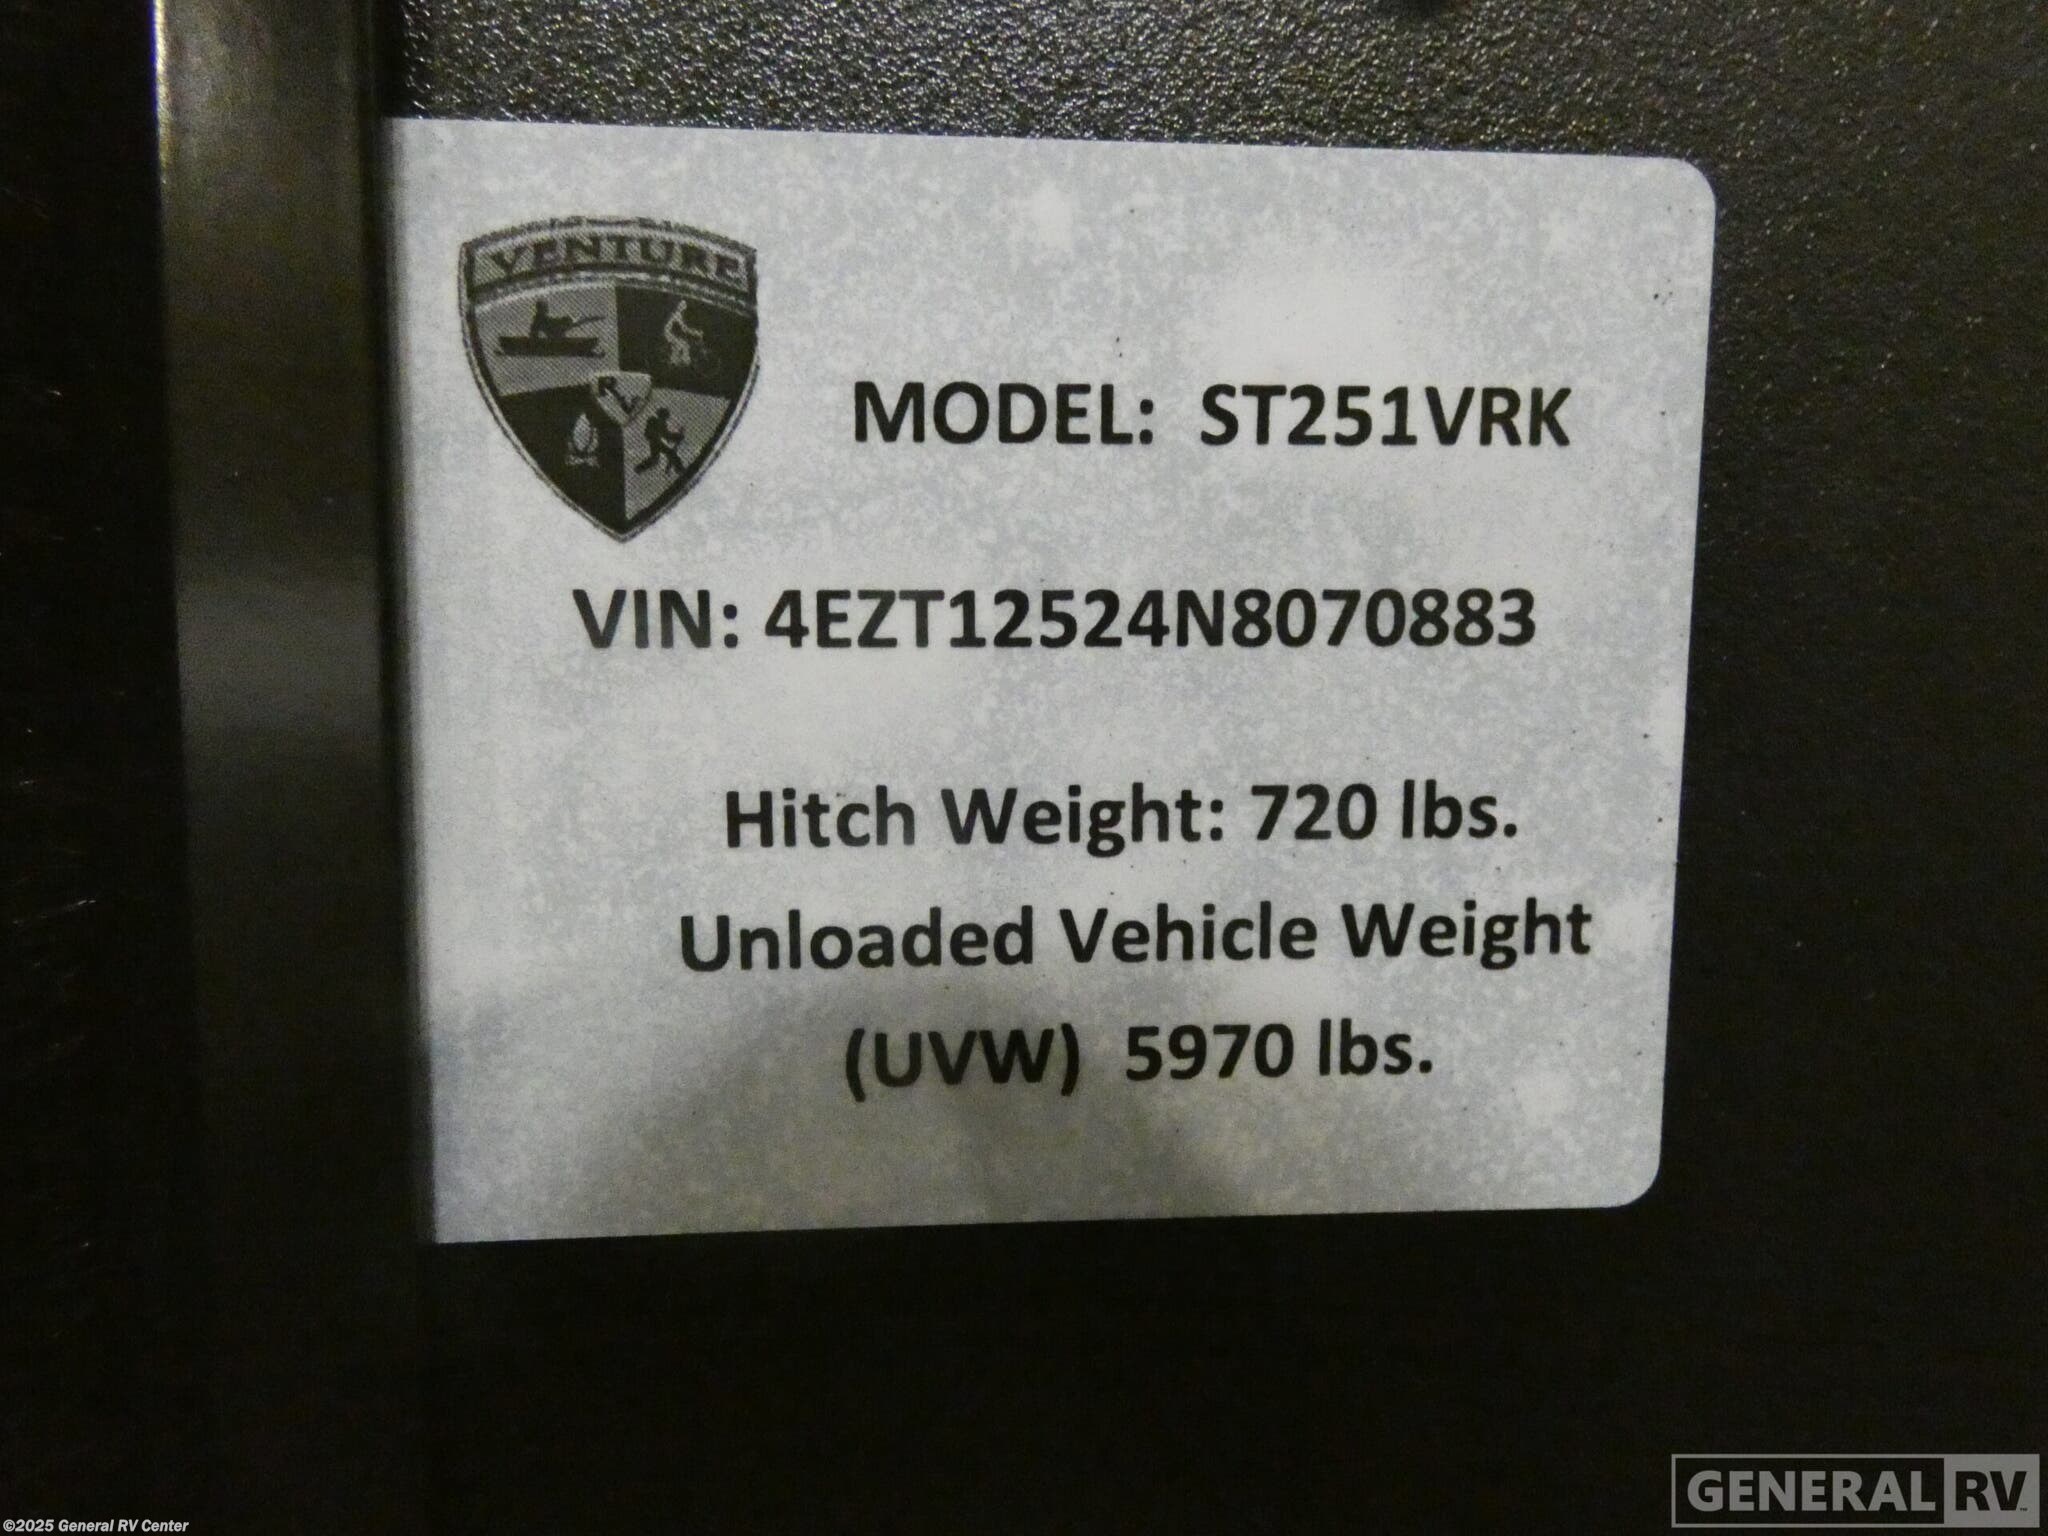 VENTURE
RV
MODEL: ST251VRK
VIN: 4EZT12524N8070883
Hitch Weight: 720 lbs.
Unloaded Vehicle Weight
(UVW) 5970 lbs.
GENERAL RV
©2025 General RV Center